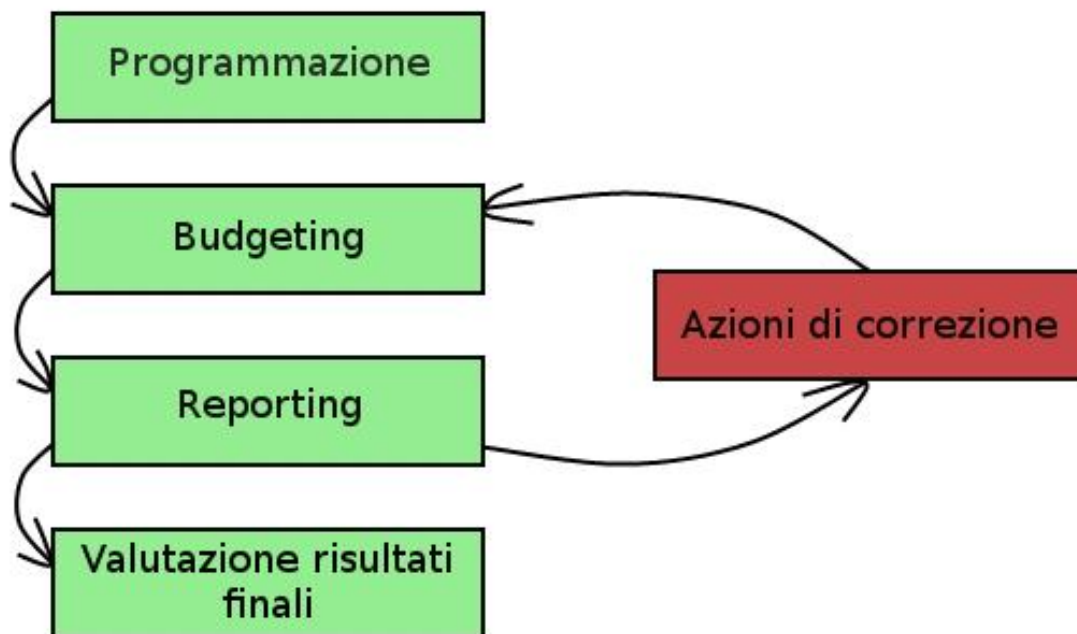 Programmazione
Budgeting
Azioni di correzione
Reporting
Valutazione risultati
finali